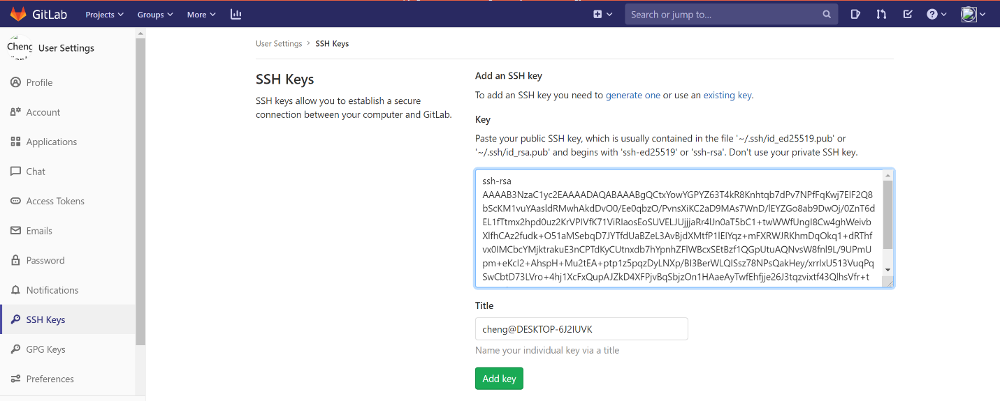 GitLab Projects Groups More Search or jump to...
Cheng
User Settings
Profile
Account
Applications
Chat
Access Tokens
Emails
Password
Notifications
SSH Keys
GPG Keys
Preferences
User Settings > SSH Keys
SSH Keys
SSH keys allow you to establish a secure
connection between your computer and GitLab.
Add an SSH key
To add an SSH key you need to generate one or use an existing key.
Key
Paste your public SSH key, which is usually contained in the file '~/.ssh/id_ed25519.pub' or
'~/.ssh/id_rsa.pub' and begins with 'ssh-ed25519' or 'ssh-rsa'. Don't use your private SSH key.
ssh-rsa
AAAAB3NzaC1yc2EAAAADAQABAAABgQCtxYowYGPYZ63T4kR8Knhtqb7dPv7NPfFqKwj7ElF2Q8
bScKM1vuYAasldRMwhAkdDvO0/Ee0qbzO/PvnsXiKC2aD9MAs7WnD/lEYZGo8ab9DwOj/0ZnT6d
EL1fTtmx2hpd0uz2KrVPIVfK71ViRIaosEoSUVELJUjjjaRr4IJn0aT5bC1+twWWfUngI8Cw4ghWeivb
XlfhCAz2fudk+O51aMSebqD7JYTfdUaBZeL3AvBjdXMtfP1lEIYqz+mFXRWJRKhmDqOkq1+dRThf
vx0IMCbcYMjktrakuE3nCPTdKyCUtnxdb7hYpnhZFlWBcxSEtBzf1QGpUtuAQNvsW8fnl9L/9UPmU
pm+eKcl2+AhspH+Mu2tEA+ptp1z5pqzDyLNXp/BI3BerWLQISsz78NPsQakHey/xrrIxU513VuqPq
SwCbtD73LVro+4hj1XcFxQupAJZkD4XFPjvBqSbjzOn1HAaeAyTwfEhfjje26J3tqzvixtf43QlhsVfr+t
Title
cheng@DESKTOP-6J2IUVK
Name your individual key via a title
Add key